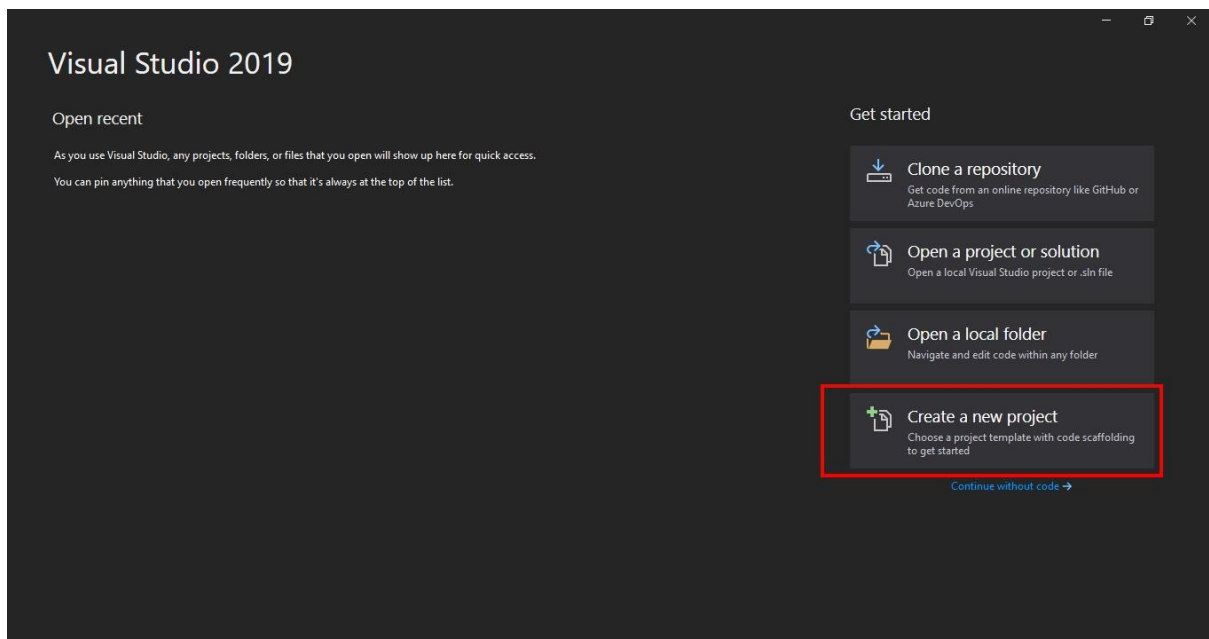 Visual Studio 2019
Open recent
As you use Visual Studio, any projects, folders, or files that you open will show up here for quick access.
You can pin anything that you open frequently so that it's always at the top of the list.
Get started
Clone a repository
Get code from an online repository like GitHub or
Azure DevOps
Open a project or solution
Open a local Visual Studio project or .sln file
Open a local folder
Navigate and edit code within any folder
Create a new project
Choose a project template with code scaffolding
to get started
Continue without code →